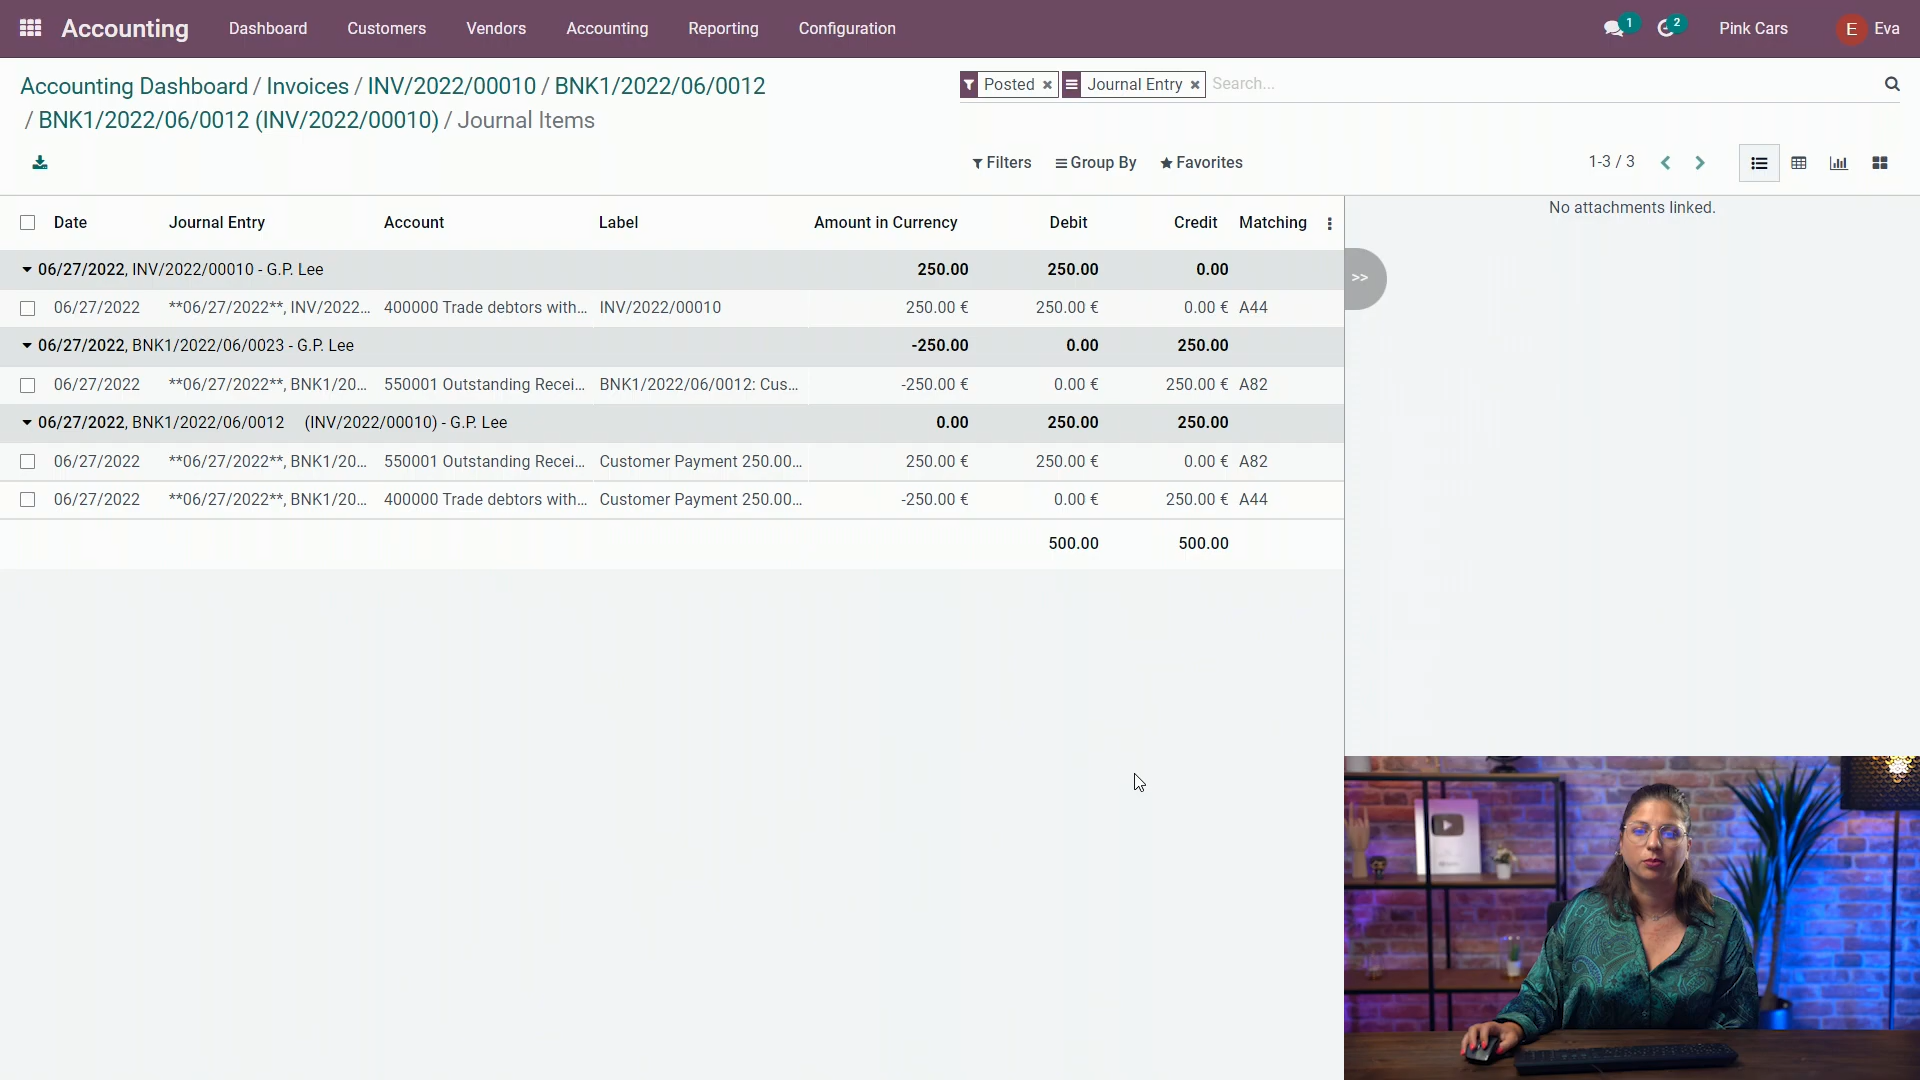 Accounting Dashboard Customers Vendors Accounting Reporting Configuration 1 2 Pink Cars E Eva
Accounting Dashboard / Invoices / INV/2022/00010 / BNK1/2022/06/0012
/ BNK1/2022/06/0012 (INV/2022/00010) / Journal Items
Posted × Journal Entry × Search...
Filters Group By Favorites 1-3 / 3
Date Journal Entry Account Label Amount in Currency Debit Credit Matching
06/27/2022, INV/2022/00010 - G.P. Lee 250.00 250.00 0.00
06/27/2022 **06/27/2022**, INV/2022... 400000 Trade debtors with... INV/2022/00010 250.00 € 250.00 € 0.00 € A44
06/27/2022, BNK1/2022/06/0023 - G.P. Lee -250.00 0.00 250.00
06/27/2022 **06/27/2022**, BNK1/20... 550001 Outstanding Recei... BNK1/2022/06/0012: Cus... -250.00 € 0.00 € 250.00 € A82
06/27/2022, BNK1/2022/06/0012 (INV/2022/00010) - G.P. Lee 0.00 250.00 250.00
06/27/2022 **06/27/2022**, BNK1/20... 550001 Outstanding Recei... Customer Payment 250.00... 250.00 € 250.00 € 0.00 € A82
06/27/2022 **06/27/2022**, BNK1/20... 400000 Trade debtors with... Customer Payment 250.00... -250.00 € 0.00 € 250.00 € A44
500.00 500.00
No attachments linked.
>>